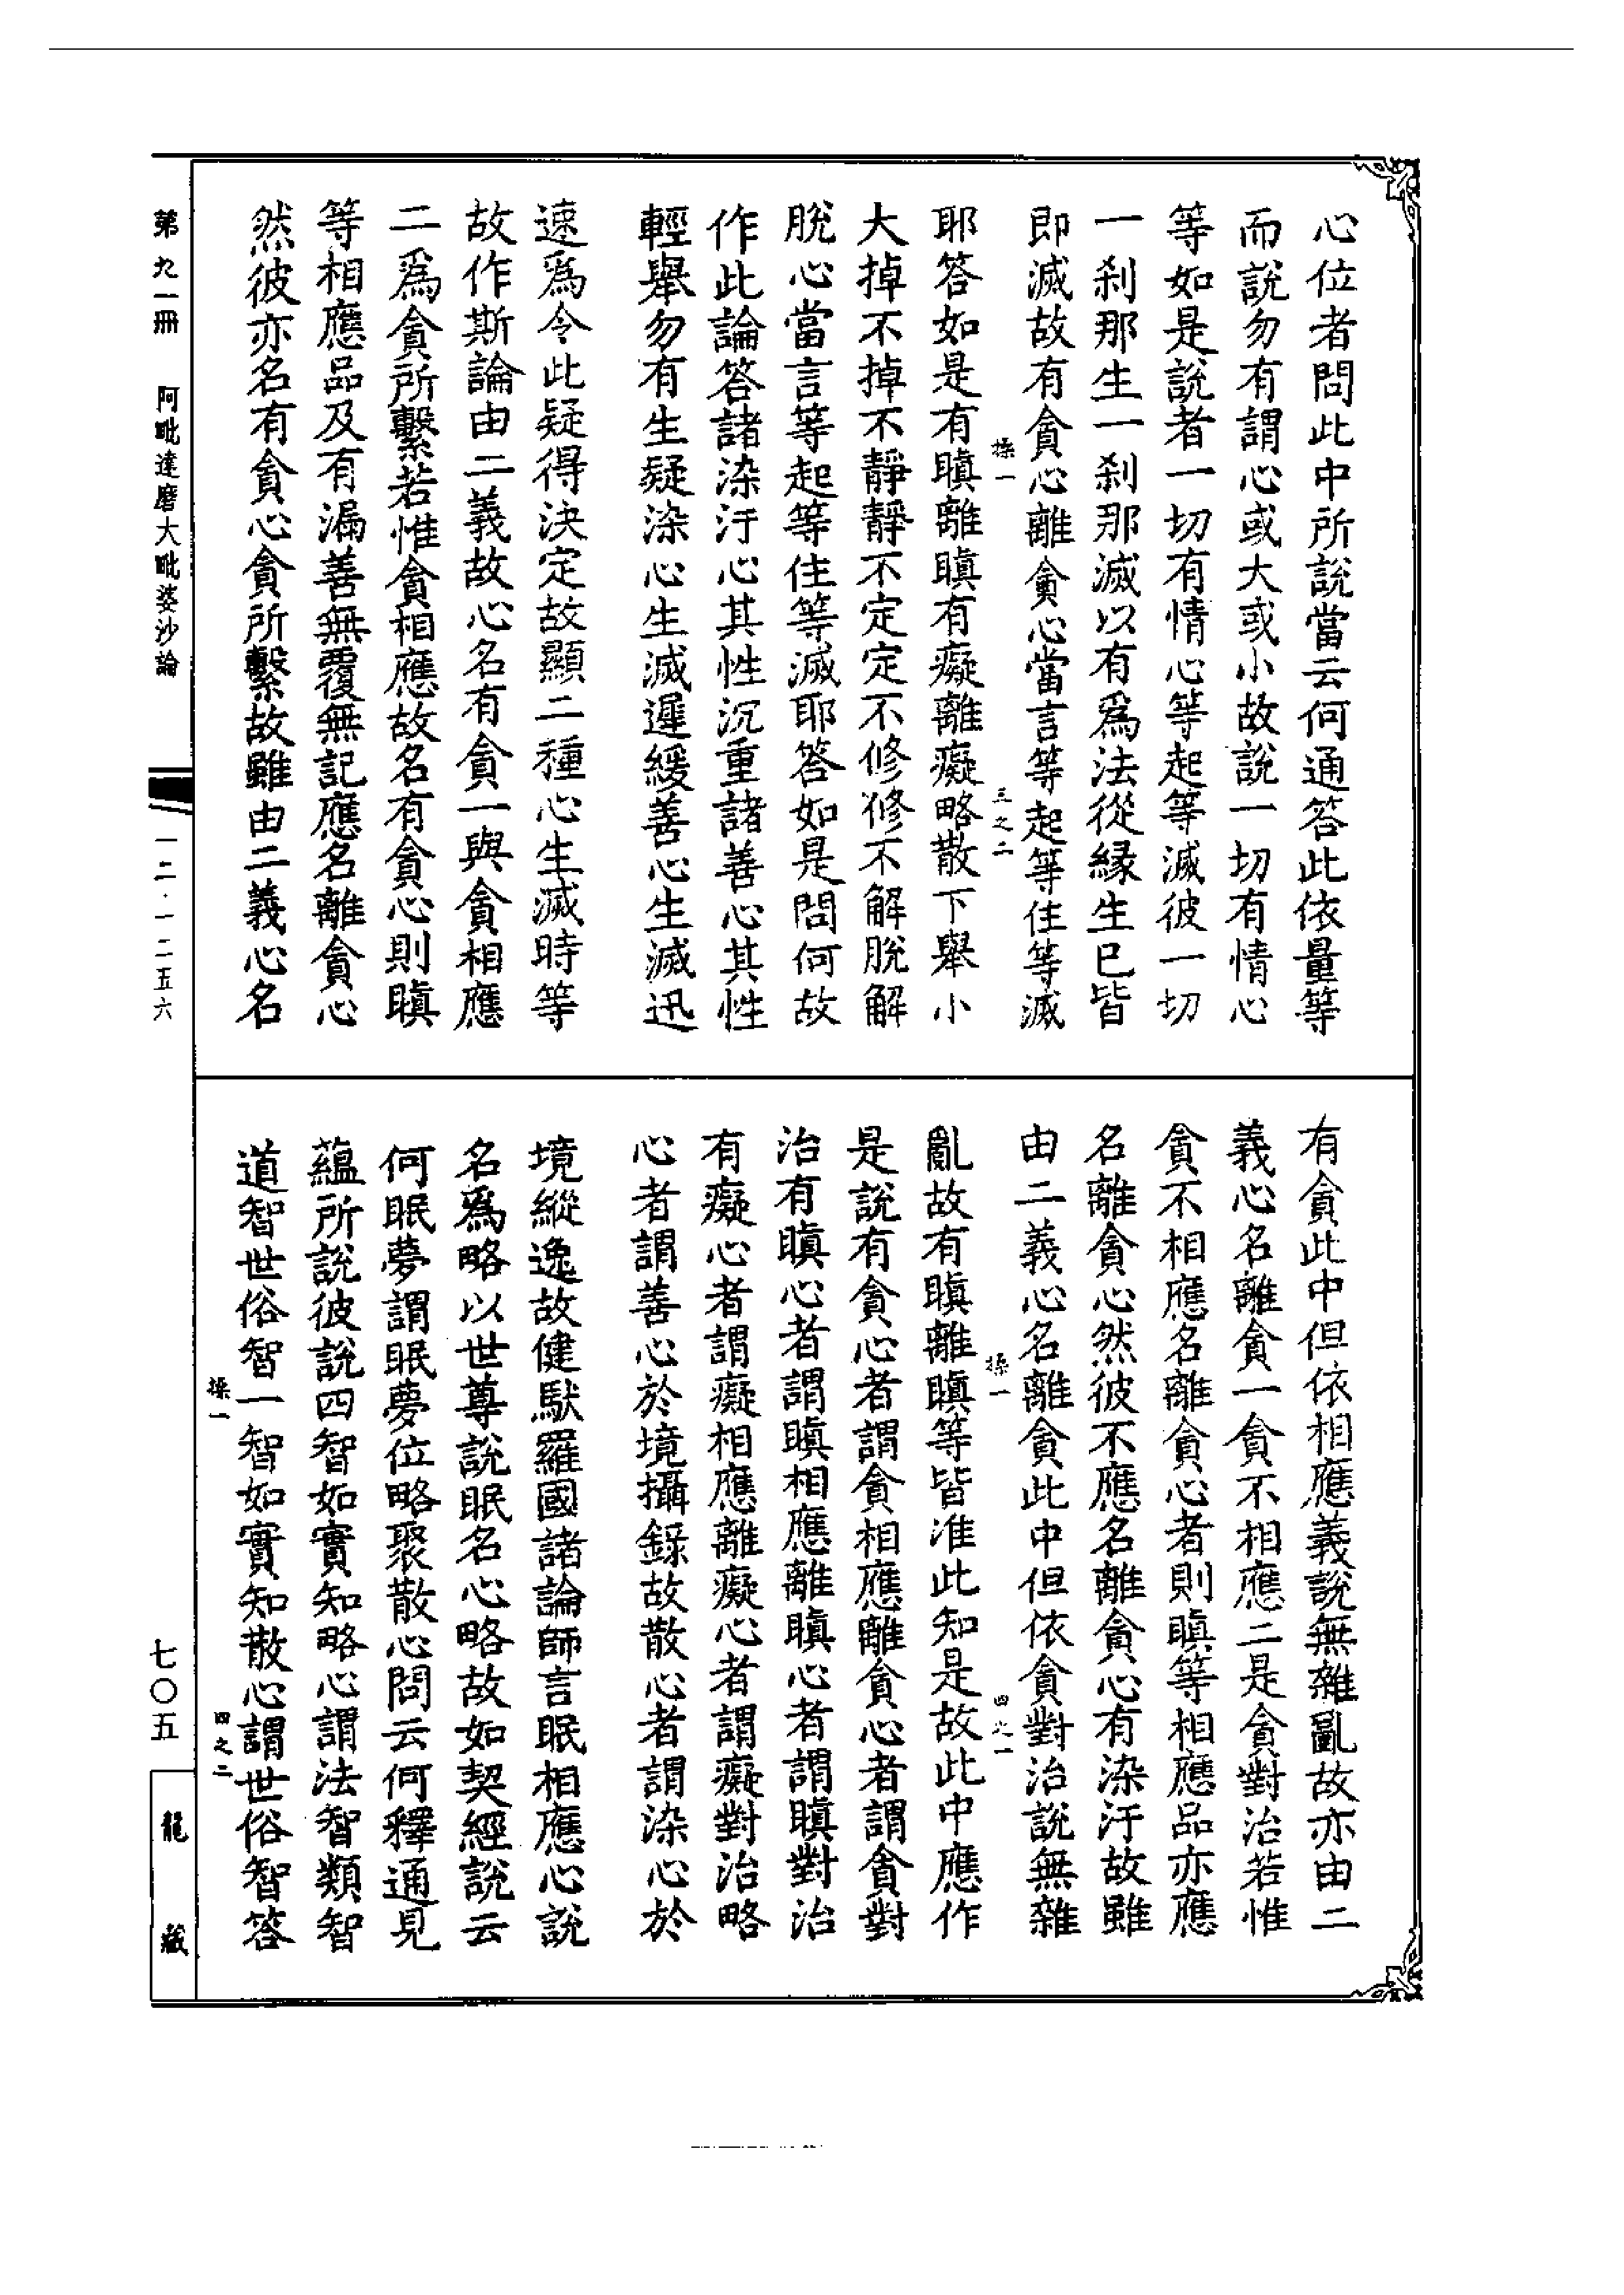 心位者問此中所說當云何通答此依量等
而說勿有謂心或大或小故說一切有情心
等如是說者一切有情心等起等滅彼一切
一剎那生一剎那滅以有爲法從緣生已皆
即滅故有貪心離貪心當言等起等住等滅
操一 三之二
耶答如是有瞋離瞋有癡離癡略散下舉小
大掉不掉不靜靜不定定不修修不解脫解
脫心當言等起等住等滅耶答如是問何故
作此論答諸染汙心其性沉重諸善心其性
輕舉勿有生疑染心生滅遲緩善心生滅迅
速爲令此疑得決定故顯二種心生滅時等
故作斯論由二義故心名有貪一與貪相應
二爲貪所繫若惟貪相應故名有貪心則瞋
等相應品及有漏善無覆無記應名離貪心
然彼亦名有貪心貪所繫故雖由二義心名
有貪此中但依相應義說無雜亂故亦由二
義心名離貪一貪不相應二是貪對治若惟
貪不相應名離貪心者則瞋等相應品亦應
名離貪心然彼不應名離貪心有染汙故雖
由二義心名離貪此中但依貪對治說無雜
操一 四之一
亂故有瞋離瞋等皆准此知是故此中應作
是說有貪心者謂貪相應離貪心者謂貪對
治有瞋心者謂瞋相應離瞋心者謂瞋對治
有癡心者謂癡相應離癡心者謂癡對治略
心者謂善心於境攝錄故散心者謂染心於
境縱逸故健馱羅國諸論師言眠相應心說
名爲略以世尊說眠名心略故如契經說云
何眠夢謂眠夢位略聚散心問云何釋通見
蘊所說彼說四智如實知略心謂法智類智
道智世俗智一智如實知散心謂世俗智答
操一 四之二
第九一冊 阿毗達磨大毗婆沙論
一二·一二五六
七〇五
龍藏